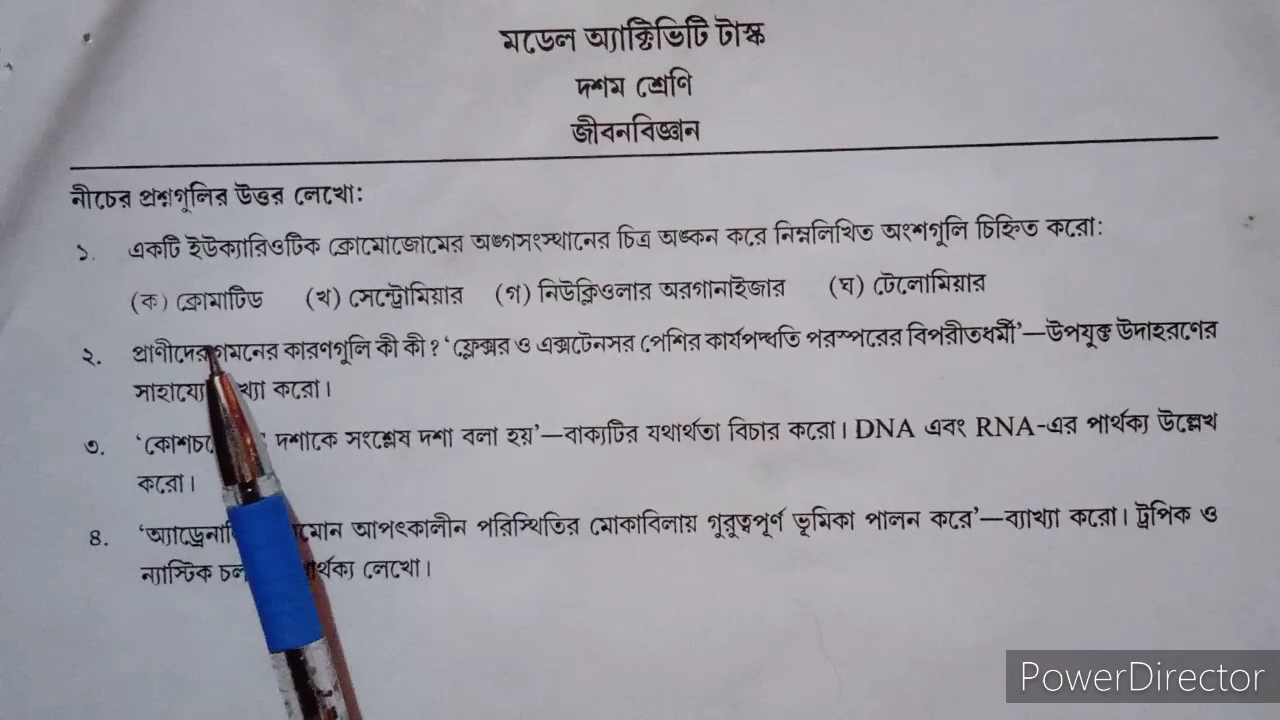 মডেল অ্যাক্টিভিটি টাস্ক
দশম শ্রেণি
জীবনবিজ্ঞান
নীচের প্রশ্নগুলির উত্তর লেখো:
১. একটি ইউক্যারিওটিক ক্রোমোজোমের অঙ্গসংস্থানের চিত্র অঙ্কন করে নিম্নলিখিত অংশগুলি চিহ্নিত করো:
(ক) ক্রোমাটিড (খ) সেন্ট্রোমিয়ার (গ) নিউক্লিওলার অরগানাইজার (ঘ) টেলোমিয়ার
২. প্রাণীদের গমনের কারণগুলি কী কী? 'ফ্লেক্সর ও এক্সটেনসর পেশির কার্যপদ্ধতি পরস্পরের বিপরীতধর্মী'—উপযুক্ত উদাহরণের
সাহায্যে করো।
৩. দশাকে সংশ্লেষ দশা বলা হয়'—বাক্যটির যথার্থতা বিচার করো। DNA এবং RNA-এর পার্থক্য উল্লেখ
করো।
৪. আপৎকালীন পরিস্থিতির মোকাবিলায় গুরুত্বপূর্ণ ভূমিকা পালন করে'—ব্যাখ্যা করো। ট্রপিক ও
ন্যাস্টিক লেখো।
PowerDirector